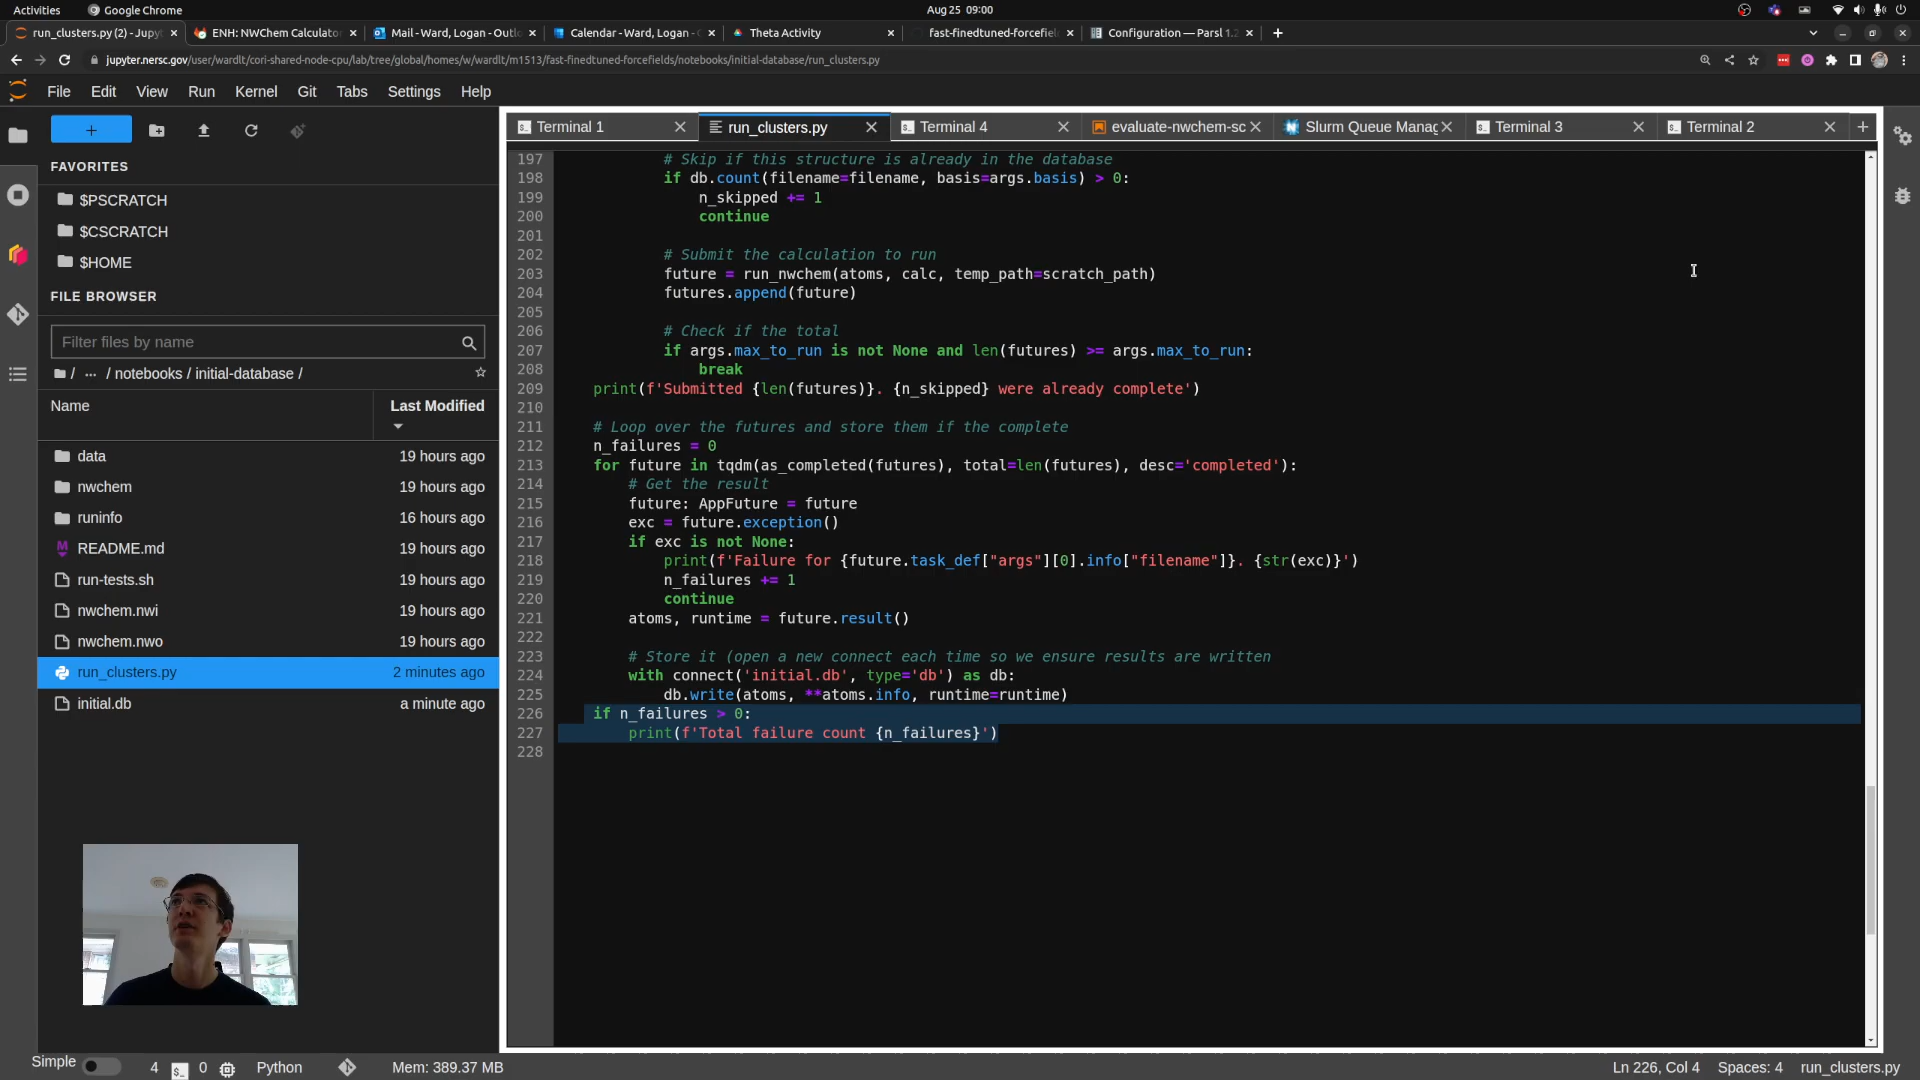 Activities
Google Chrome
Aug 25 09:00
run_clusters.py (2) - Jupyt
ENH: NWChem Calculator
Mail - Ward, Logan - Outlo
Calendar - Ward, Logan -
Theta Activity
fast-finedtuned-forcefiel
Configuration — Parsl 1.2
jupyter.nersc.gov/user/wardlt/cori-shared-node-cpu/lab/tree/global/homes/w/wardlt/m1513/fast-finedtuned-forcefields/notebooks/initial-database/run_clusters.py
File Edit View Run Kernel Git Tabs Settings Help
FAVORITES
$PSCRATCH
$CSCRATCH
$HOME
FILE BROWSER
Filter files by name
/ ... / notebooks / initial-database /
Name Last Modified
data 19 hours ago
nwchem 19 hours ago
runinfo 16 hours ago
README.md 19 hours ago
run-tests.sh 19 hours ago
nwchem.nwi 19 hours ago
nwchem.nwo 19 hours ago
run_clusters.py 2 minutes ago
initial.db a minute ago
Terminal 1
run_clusters.py
Terminal 4
evaluate-nwchem-sc
Slurm Queue Manag
Terminal 3
Terminal 2
197 # Skip if this structure is already in the database
198 if db.count(filename=filename, basis=args.basis) > 0:
199 n_skipped += 1
200 continue
201
202 # Submit the calculation to run
203 future = run_nwchem(atoms, calc, temp_path=scratch_path)
204 futures.append(future)
205
206 # Check if the total
207 if args.max_to_run is not None and len(futures) >= args.max_to_run:
208 break
209 print(f'Submitted {len(futures)}. {n_skipped} were already complete')
210
211 # Loop over the futures and store them if the complete
212 n_failures = 0
213 for future in tqdm(as_completed(futures), total=len(futures), desc='completed'):
214 # Get the result
215 future: AppFuture = future
216 exc = future.exception()
217 if exc is not None:
218 print(f'Failure for {future.task_def["args"][0].info["filename"]}. {str(exc)}')
219 n_failures += 1
220 continue
221 atoms, runtime = future.result()
222
223 # Store it (open a new connect each time so we ensure results are written
224 with connect('initial.db', type='db') as db:
225 db.write(atoms, **atoms.info, runtime=runtime)
226 if n_failures > 0:
227 print(f'Total failure count {n_failures}')
228
Simple 4 0 Python Mem: 389.37 MB
Ln 226, Col 4 Spaces: 4 run_clusters.py